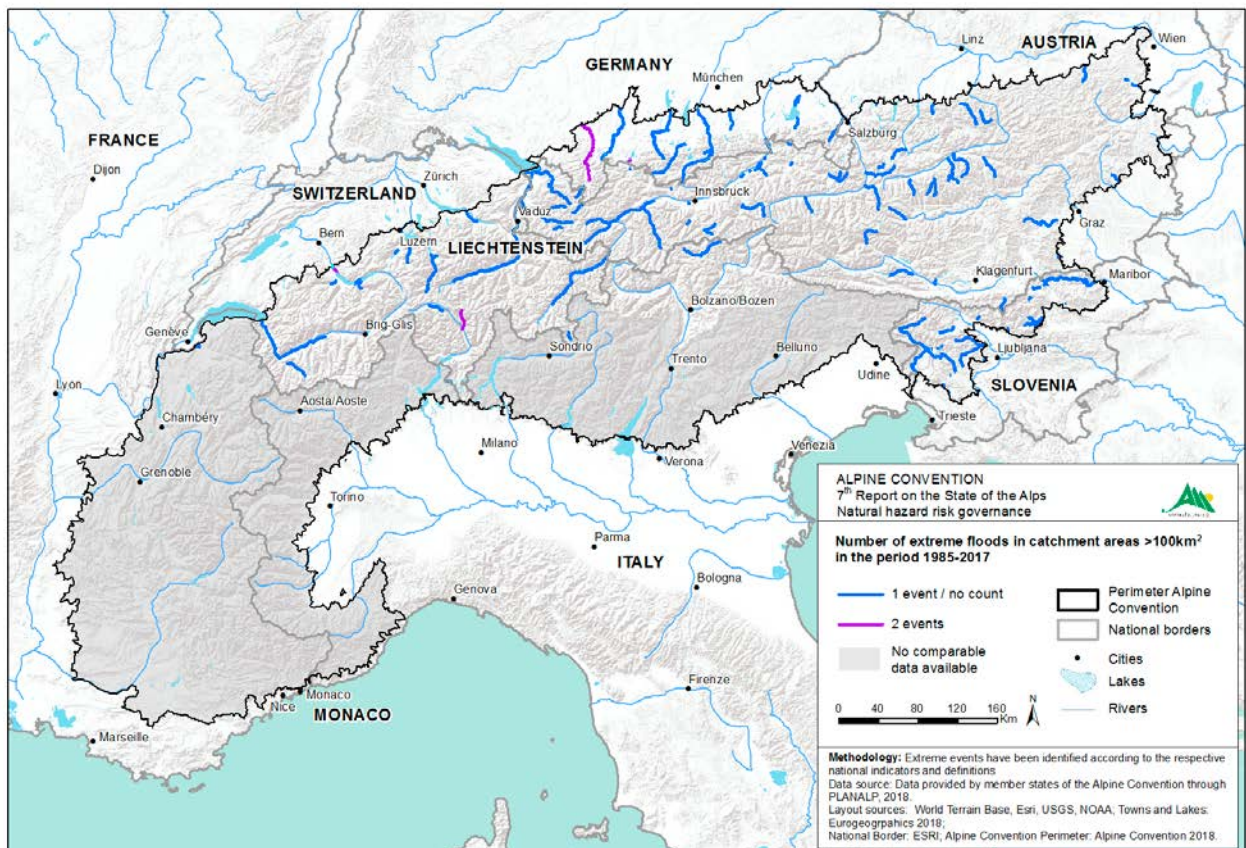 AUSTRIA
Linz
Wien
GERMANY
München
FRANCE
Salzburg
Dijon
SWITZERLAND
Zürich
Innsbruck
Vaduz
Graz
Bern
Luzern
LIECHTENSTEIN
Klagenfurt
Maribor
Bolzano/Bozen
Genève
Brig-Glis
Sondrio
Belluno
Ljubljana
Trento
Udine
SLOVENIA
Lyon
Aosta/Aoste
Chambéry
Trieste
Milano
Venezia
Verona
Grenoble
Torino
Parma
ITALY
Bologna
Genova
Firenze
Monaco
Nice
MONACO
Marseille
ALPINE CONVENTION
7th Report on the State of the Alps
Natural hazard risk governance
Number of extreme floods in catchment areas >100km²
in the period 1985-2017
1 event / no count
2 events
No comparable
data available
Perimeter Alpine
Convention
National borders
Cities
Lakes
Rivers
0 40 80 120 160
Km
N
Methodology: Extreme events have been identified according to the respective
national indicators and definitions
Data source: Data provided by member states of the Alpine Convention through
PLANALP, 2018.
Layout sources: World Terrain Base, Esri, USGS, NOAA, Towns and Lakes:
Eurogeogrpahics 2018;
National Border: ESRI; Alpine Convention Perimeter: Alpine Convention 2018.